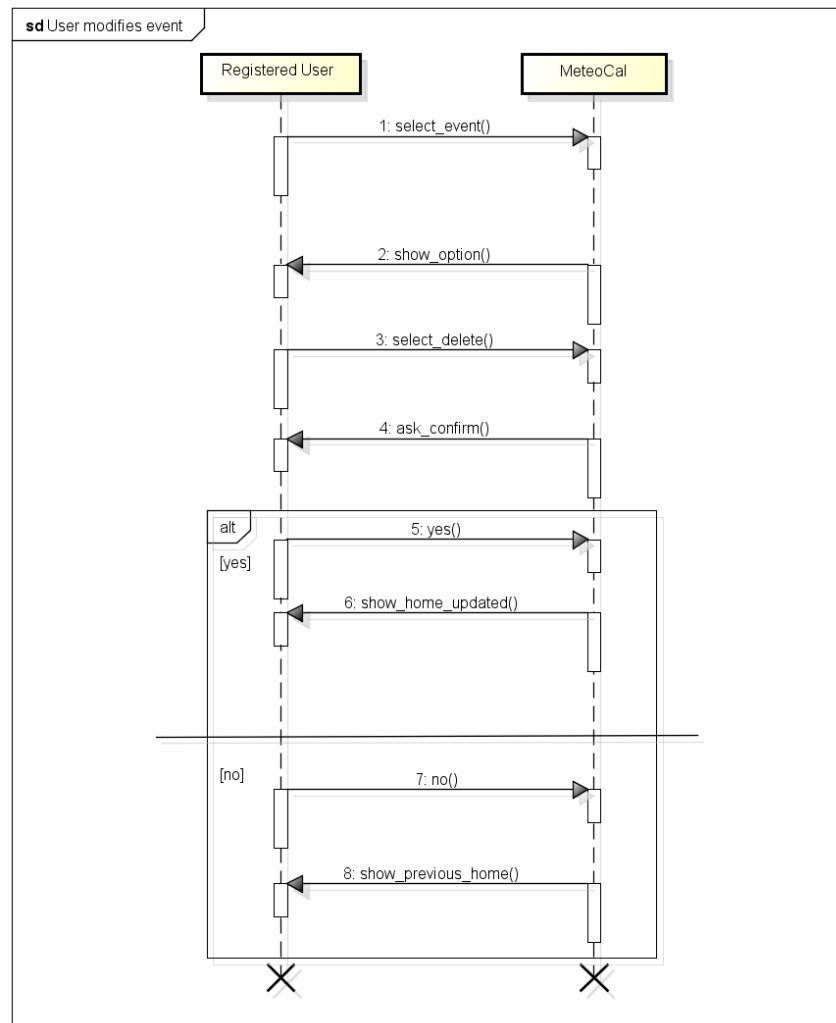 sd User modifies event
Registered User
MeteoCal
1: select_event()
2: show_option()
3: select_delete()
4: ask_confirm()
alt
5: yes()
[yes]
6: show_home_updated()
[no]
7: no()
8: show_previous_home()